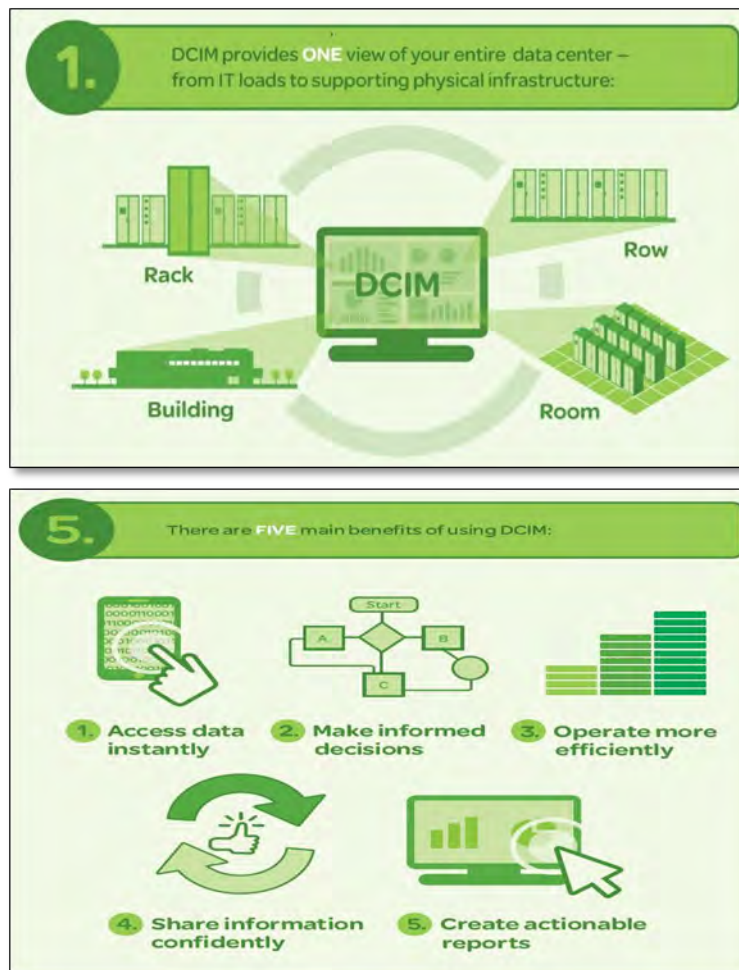 1.
DCIM provides ONE view of your entire data center –
from IT loads to supporting physical infrastructure:
Rack
DCIM
Row
Building
Room
5.
There are FIVE main benefits of using DCIM:
Start
A
B
C
1. Access data
instantly
2. Make informed
decisions
3. Operate more
efficiently
4. Share information
confidently
5. Create actionable
reports